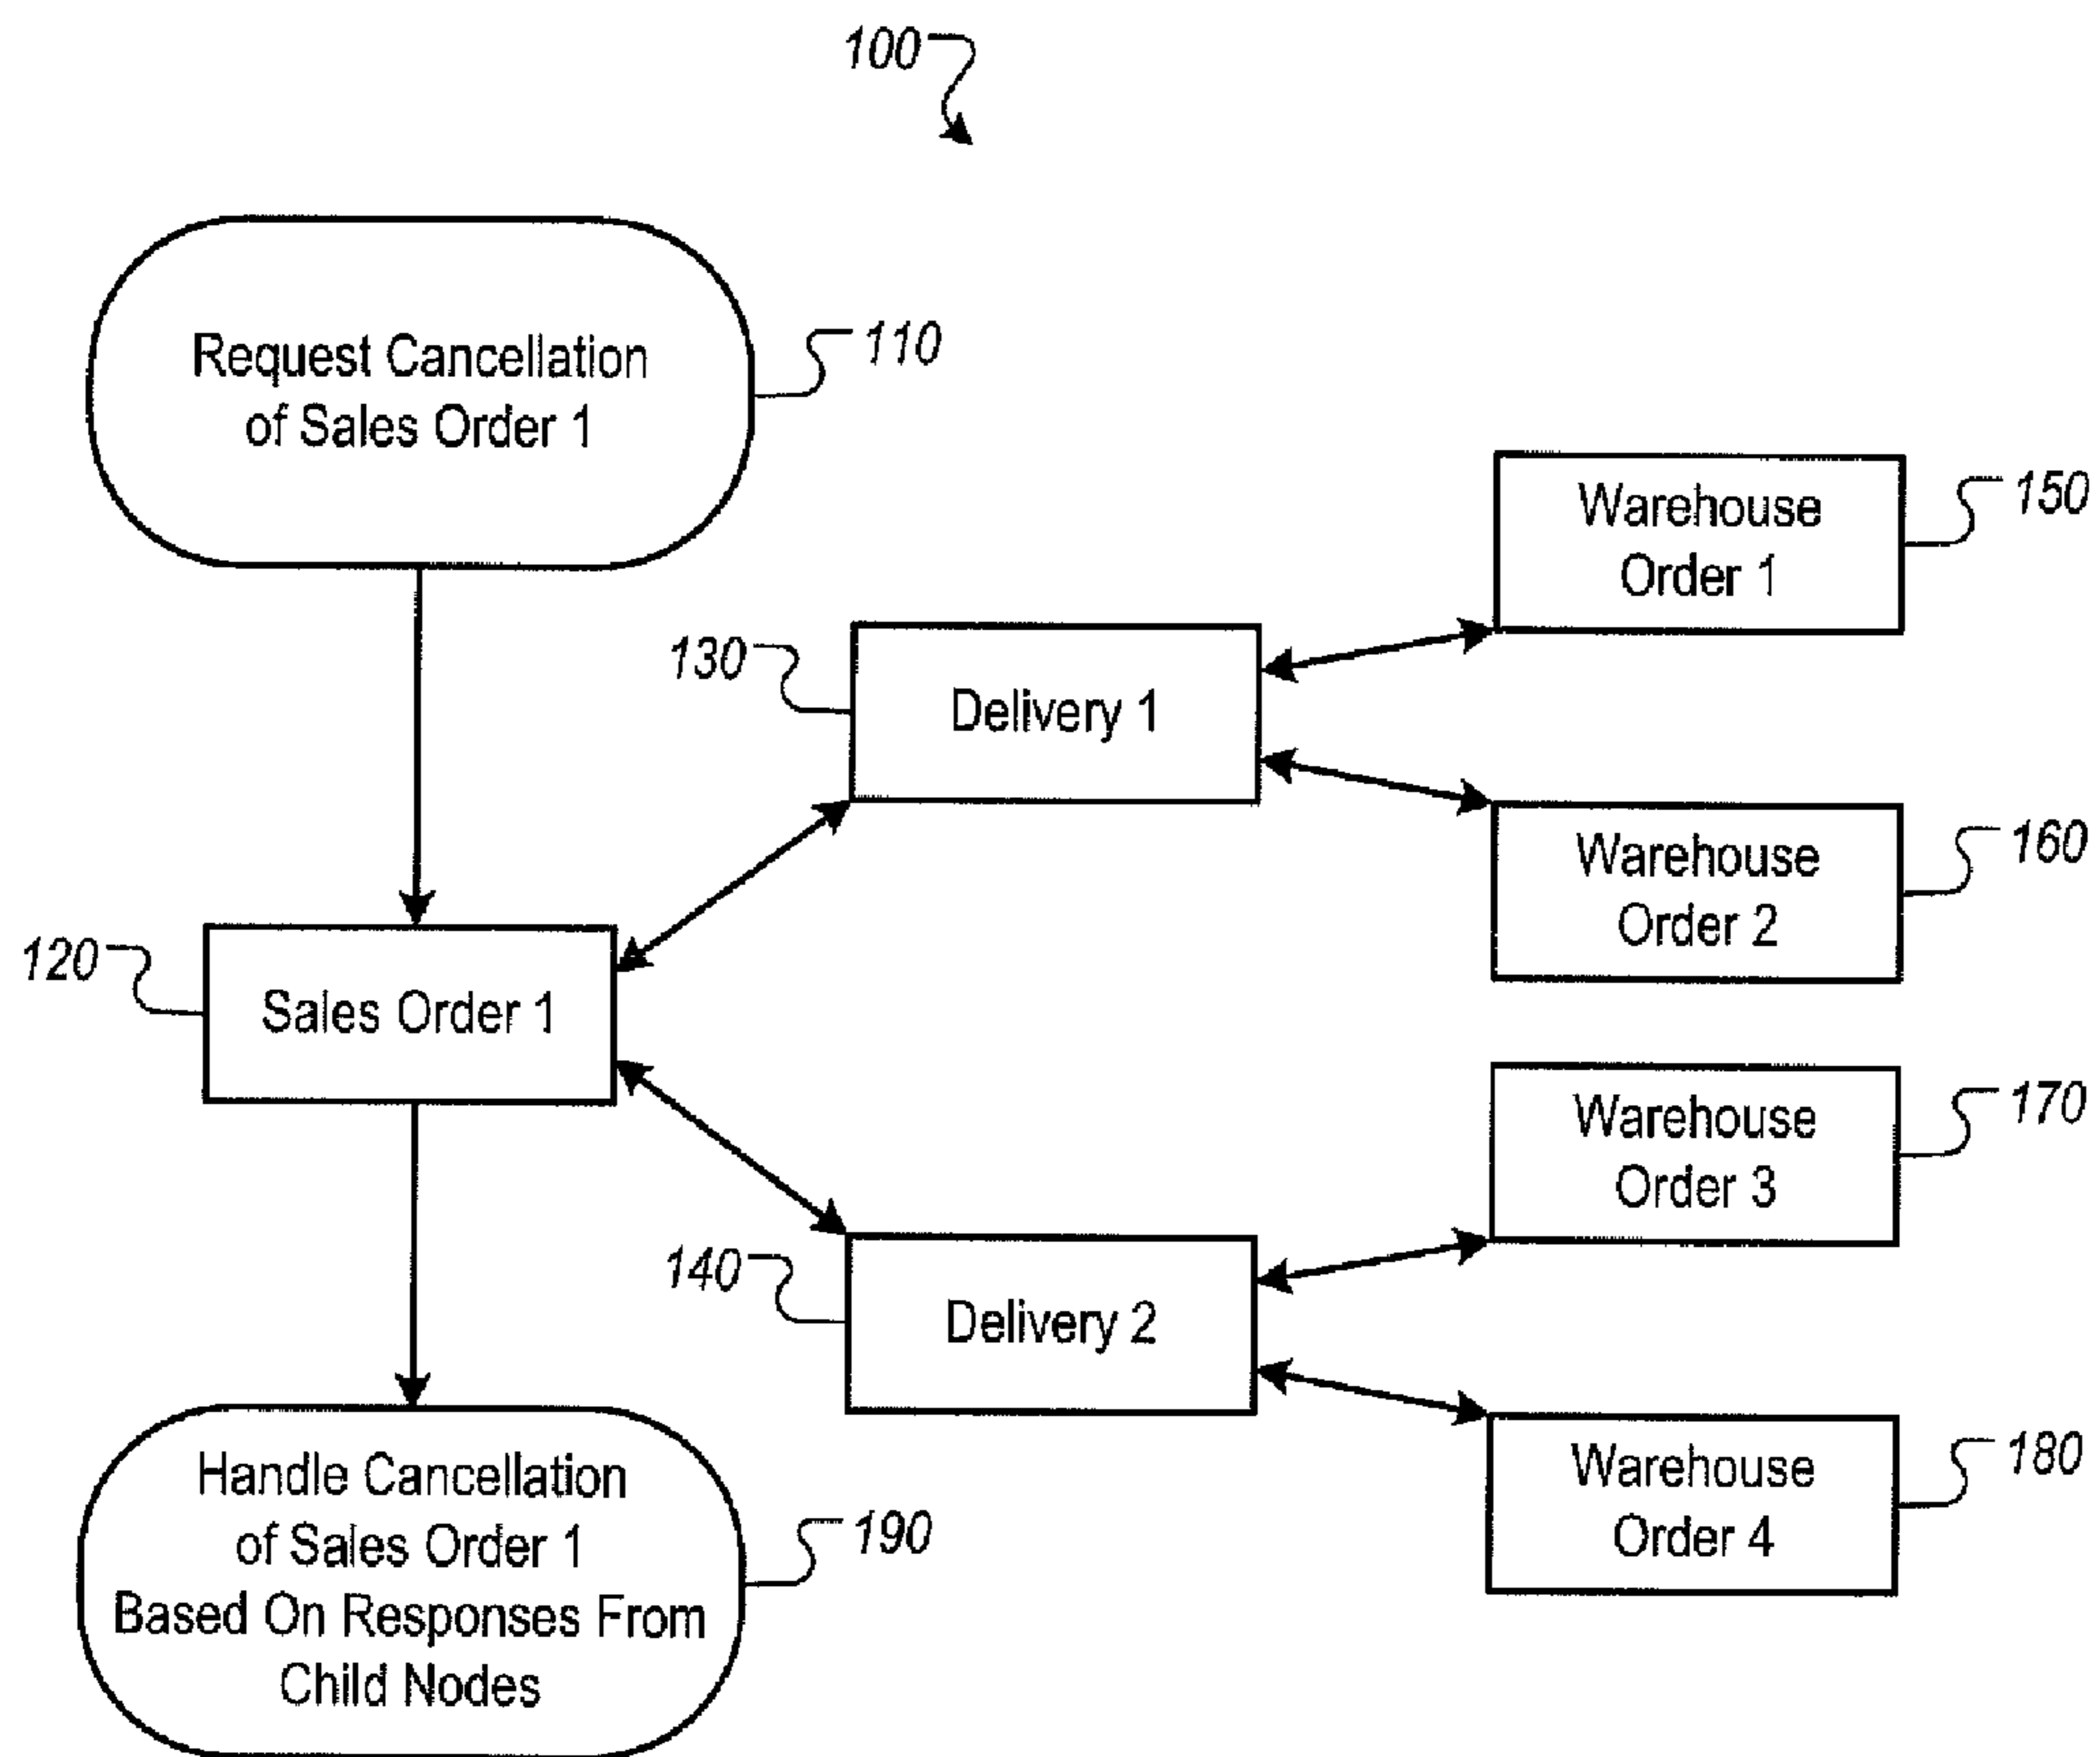 100
Request Cancellation
of Sales Order 1
110
Warehouse
Order 1
150
130
Delivery 1
Warehouse
Order 2
160
120
Sales Order 1
Warehouse
Order 3
170
140
Delivery 2
Warehouse
Order 4
180
Handle Cancellation
of Sales Order 1
Based On Responses From
Child Nodes
190